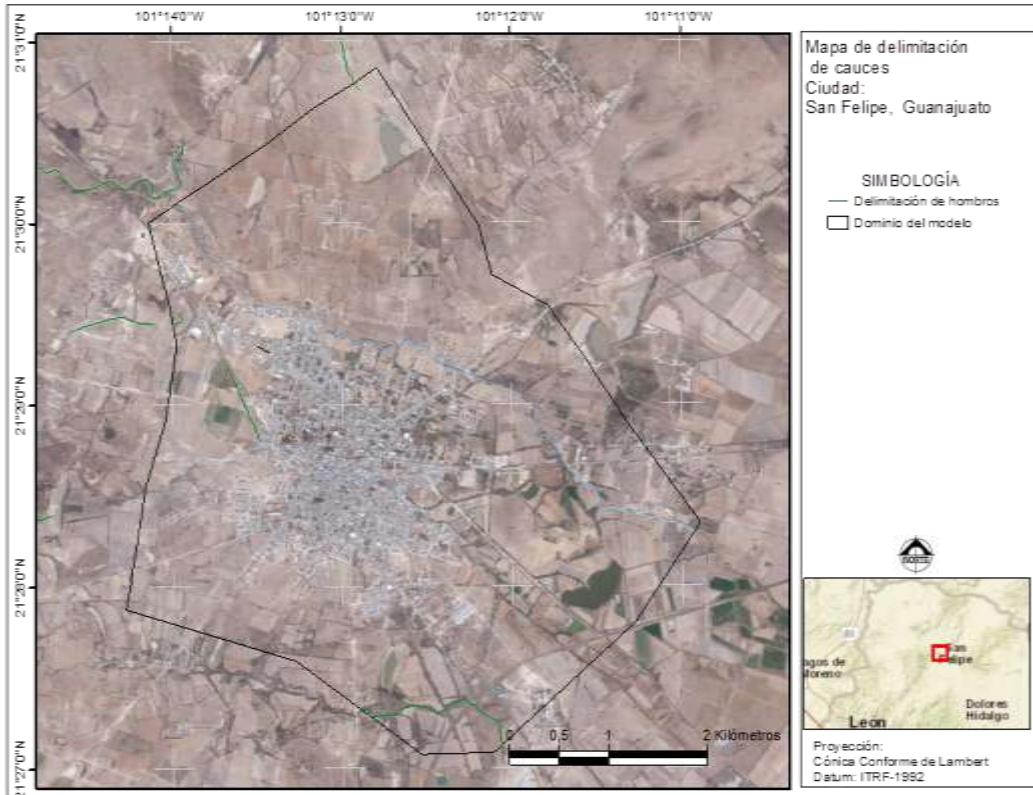 101°14'0"W 101°13'0"W 101°12'0"W 101°11'0"W
21°31'0"N
21°30'0"N
21°29'0"N
21°28'0"N
21°27'0"N
0 0.5 1 2 Kilómetros
Mapa de delimitación
de cauces
Ciudad:
San Felipe, Guanajuato
SIMBOLOGÍA
Delimitación de hombros
Dominio del modelo
NORTE
San
Felipe
agos de
Moreno
Dolores
Hidalgo
León
Proyección:
Cónica Conforme de Lambert
Datum: ITRF-1992